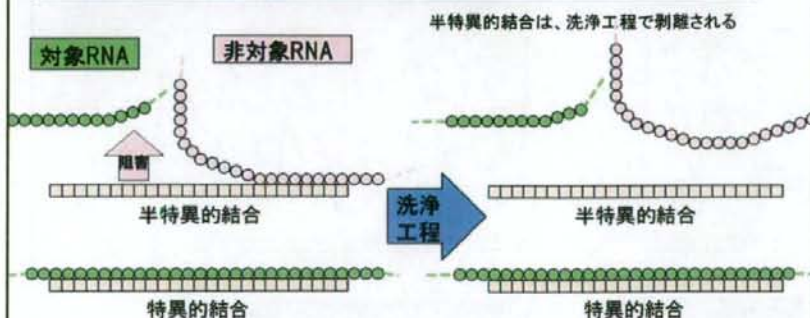 半特異的結合は、洗浄工程で剥離される
対象RNA
非対象RNA
阻害
洗浄
工程
半特異的結合
半特異的結合
特異的結合
特異的結合